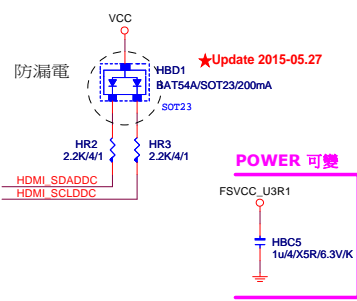 VCC
★Update 2015-05.27
防漏電
HBD1
BAT54A/SOT23/200mA
SOT23
HR2
2.2K/4/1
HR3
2.2K/4/1
HDMI_SDADDC
HDMI_SCLDDC
POWER 可變
FSVCC_U3R1
HBC5
1u/4/X5R/6.3V/K